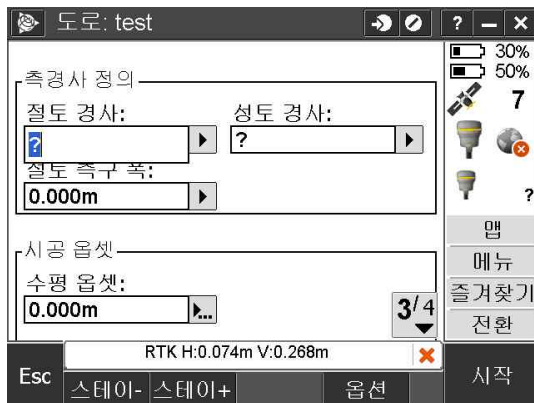 도로: test
? – ×
30%
50%
7
측경사 정의
절토 경사: 성토 경사:
? ?
절토 측구 폭:
0.000m
?
시공 옵셋
수평 옵셋:
0.000m
3/4
맵
메뉴
즐겨찾기
전환
RTK H:0.074m V:0.268m
Esc 스테이- 스테이+ 옵션 시작